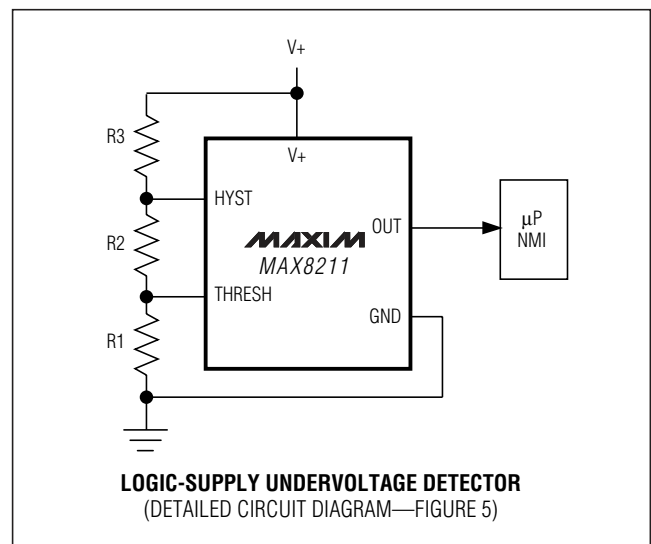 V+
R3
V+
HYST
R2
OUT
MAXIM
MAX8211
µP
NMI
THRESH
GND
R1
LOGIC-SUPPLY UNDERVOLTAGE DETECTOR
(DETAILED CIRCUIT DIAGRAM—FIGURE 5)